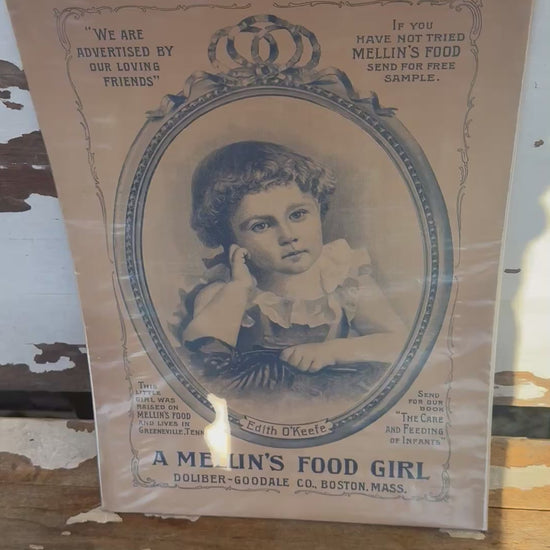 "WE ARE
ADVERTISED BY
OUR LOVING
FRIENDS"
IF YOU
HAVE NOT TRIED
MELLIN'S FOOD
SEND FOR FREE
SAMPLE.
THIS
LITTLE
GIRL WAS
RAISED ON
MELLIN'S FOOD
AND LIVES IN
GREENEVILLE, TENN.
SEND
FOR OUR
BOOK
"THE CARE
AND FEEDING
OF INFANTS"
Edith O'Keefe
A MELLIN'S FOOD GIRL
DOLIBER-GOODALE CO., BOSTON, MASS.